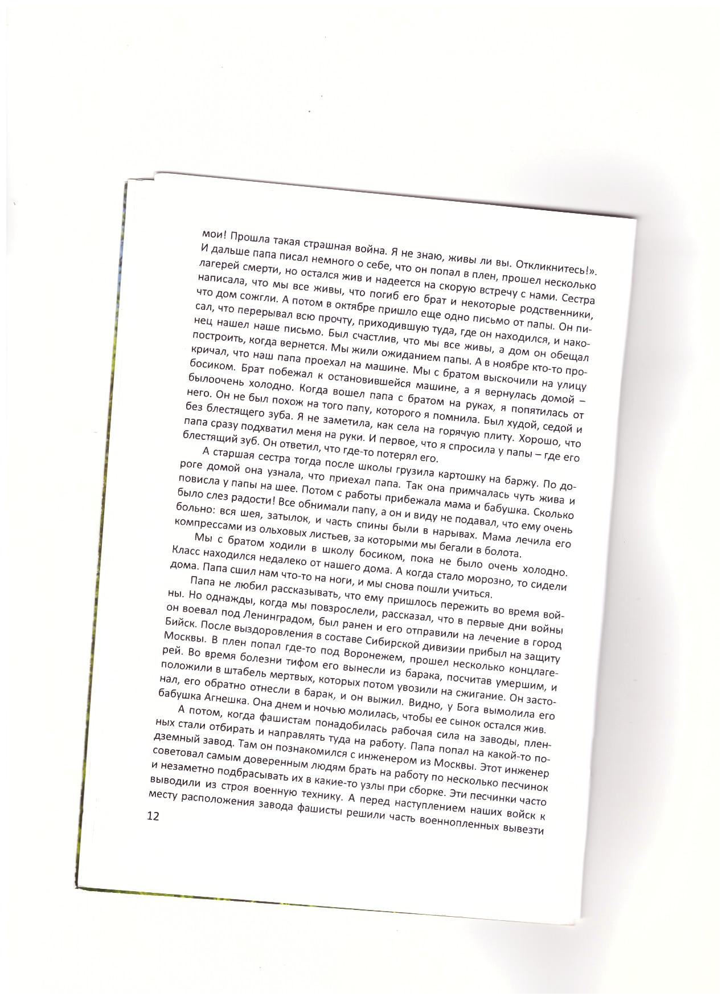 мои! Прошла такая страшная война. Я не знаю, живы ли вы. Откликнитесь!».
И дальше папа писал немного о себе, что он попал в плен, прошел несколько
лагерей смерти, но остался жив и надеется на скорую встречу с нами. Сестра
написала, что мы все живы, что погиб его брат и некоторые родственники,
что дом сожгли. А потом в октябре пришло еще одно письмо от папы. Он пи-
сал, что перерывал всю прочту, приходившую туда, где он находился, и нако-
нец нашел наше письмо. Был счастлив, что мы все живы, а дом он обещал
построить, когда вернется. Мы жили ожиданием папы. А в ноябре кто-то про-
кричал, что наш папа проехал на машине. Мы с братом выскочили на улицу
босиком. Брат побежал к остановившейся машине, а я вернулась домой –
былоочень холодно. Когда вошел папа с братом на руках, я попятилась от
него. Он не был похож на того папу, которого я помнила. Был худой, седой и
без блестящего зуба. Я не заметила, как села на горячую плиту. Хорошо, что
папа сразу подхватил меня на руки. И первое, что я спросила у папы – где его
блестящий зуб. Он ответил, что где-то потерял его.
А старшая сестра тогда после школы грузила картошку на баржу. По до-
роге домой она узнала, что приехал папа. Так она примчалась чуть жива и
повисла у папы на шее. Потом с работы прибежала мама и бабушка. Сколько
было слез радости! Все обнимали папу, а он и виду не подавал, что ему очень
больно: вся шея, затылок, и часть спины были в нарывах. Мама лечила его
компрессами из ольховых листьев, за которыми мы бегали в болота.
Мы с братом ходили в школу босиком, пока не было очень холодно.
Класс находился недалеко от нашего дома. А когда стало морозно, то сидели
дома. Папа сшил нам что-то на ноги, и мы снова пошли учиться.
Папа не любил рассказывать, что ему пришлось пережить во время вой-
ны. Но однажды, когда мы повзрослели, рассказал, что в первые дни войны
он воевал под Ленинградом, был ранен и его отправили на лечение в город
Бийск. После выздоровления в составе Сибирской дивизии прибыл на защиту
Москвы. В плен попал где-то под Воронежем, прошел несколько концлаге-
рей. Во время болезни тифом его вынесли из барака, посчитав умершим, и
положили в штабель мертвых, которых потом увозили на сжигание. Он засто-
нал, его обратно отнесли в барак, и он выжил. Видно, у Бога вымолила его
бабушка Агнешка. Она днем и ночью молилась, чтобы ее сынок остался жив.
А потом, когда фашистам понадобилась рабочая сила на заводы, плен-
ных стали отбирать и направлять туда на работу. Папа попал на какой-то по-
дземный завод. Там он познакомился с инженером из Москвы. Этот инженер
советовал самым доверенным людям брать на работу по несколько песчинок
и незаметно подбрасывать их в какие-то узлы при сборке. Эти песчинки часто
выводили из строя военную технику. А перед наступлением наших войск к
месту расположения завода фашисты решили часть военнопленных вывезти
12